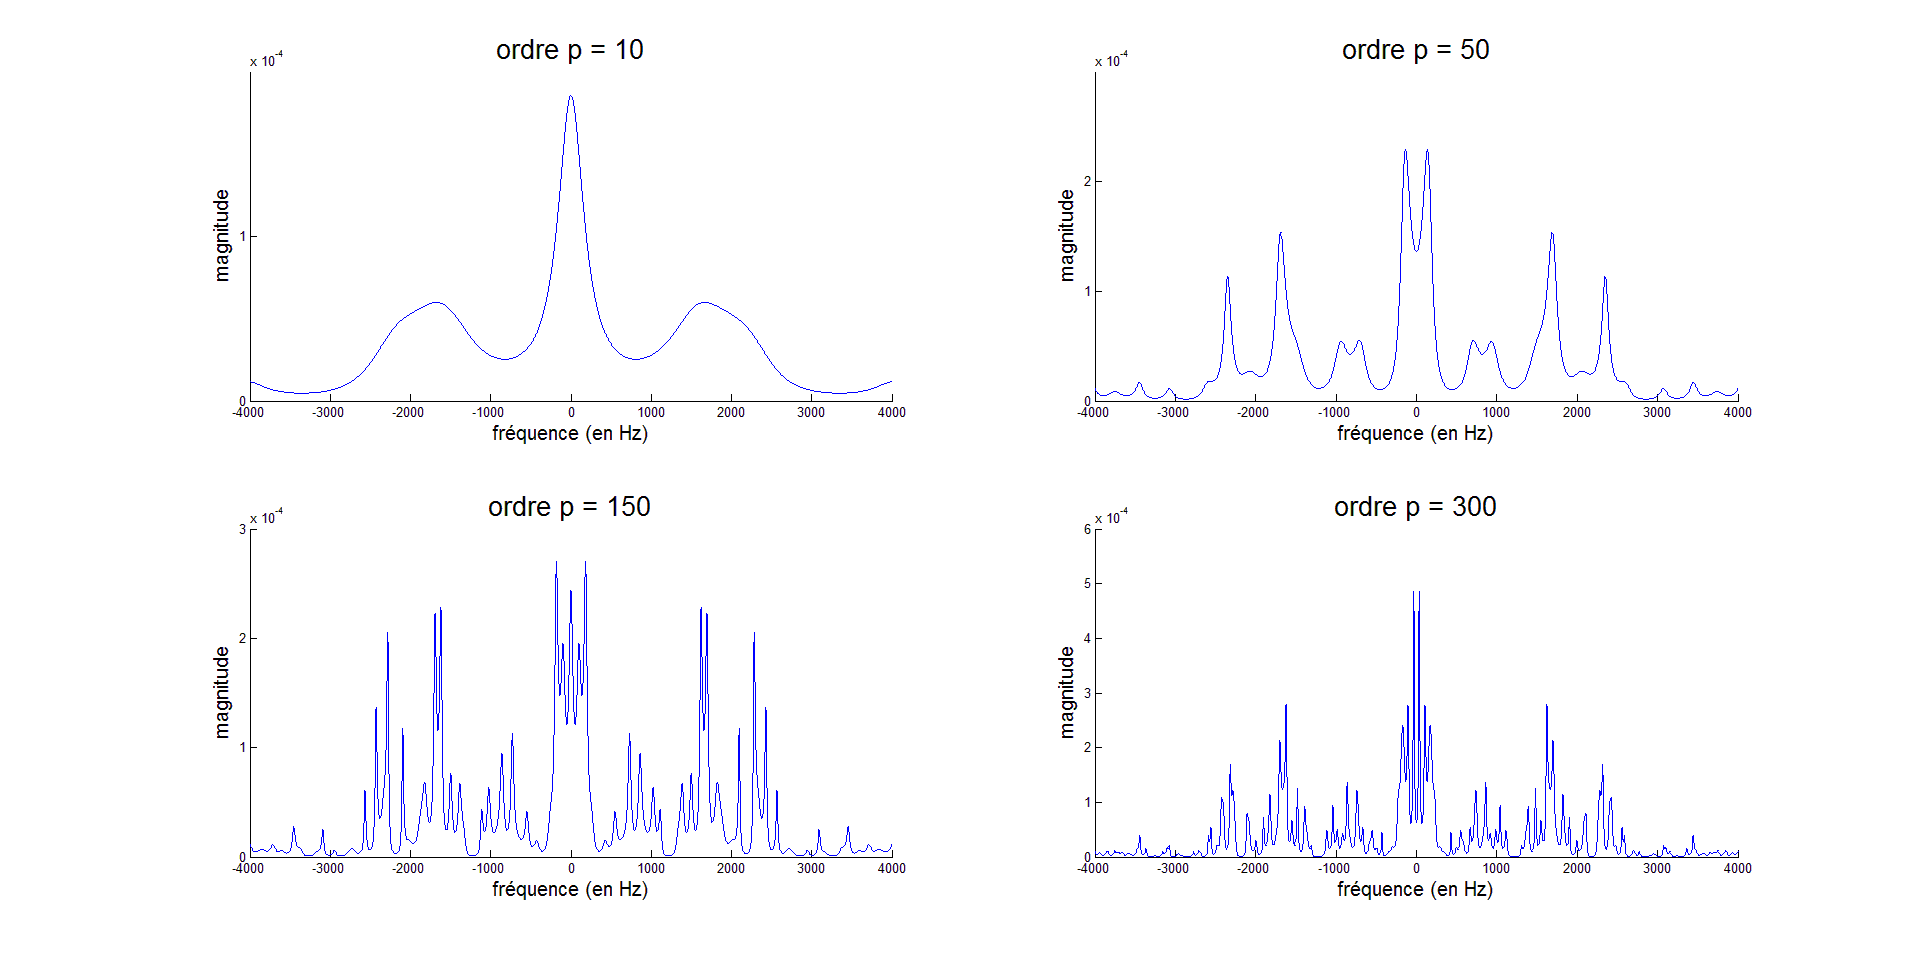 ordre p = 10
x 10^-4
magnitude
1
0
-4000 -3000 -2000 -1000 0 1000 2000 3000 4000
fréquence (en Hz)
ordre p = 50
x 10^-4
magnitude
2
1
0
-4000 -3000 -2000 -1000 0 1000 2000 3000 4000
fréquence (en Hz)
ordre p = 150
x 10^-4
magnitude
3
2
1
0
-4000 -3000 -2000 -1000 0 1000 2000 3000 4000
fréquence (en Hz)
ordre p = 300
x 10^-4
magnitude
6
5
4
3
2
1
0
-4000 -3000 -2000 -1000 0 1000 2000 3000 4000
fréquence (en Hz)